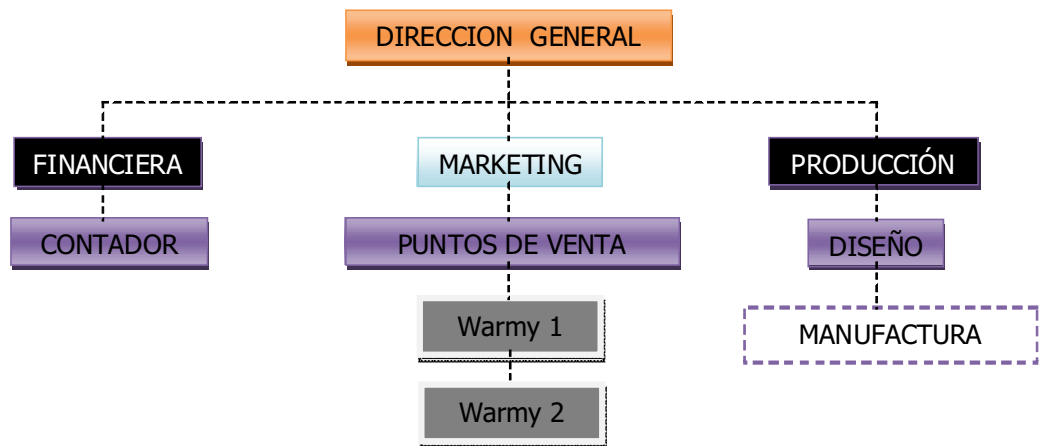 DIRECCION GENERAL
FINANCIERA
MARKETING
PRODUCCIÓN
CONTADOR
PUNTOS DE VENTA
DISEÑO
Warmy 1
MANUFACTURA
Warmy 2